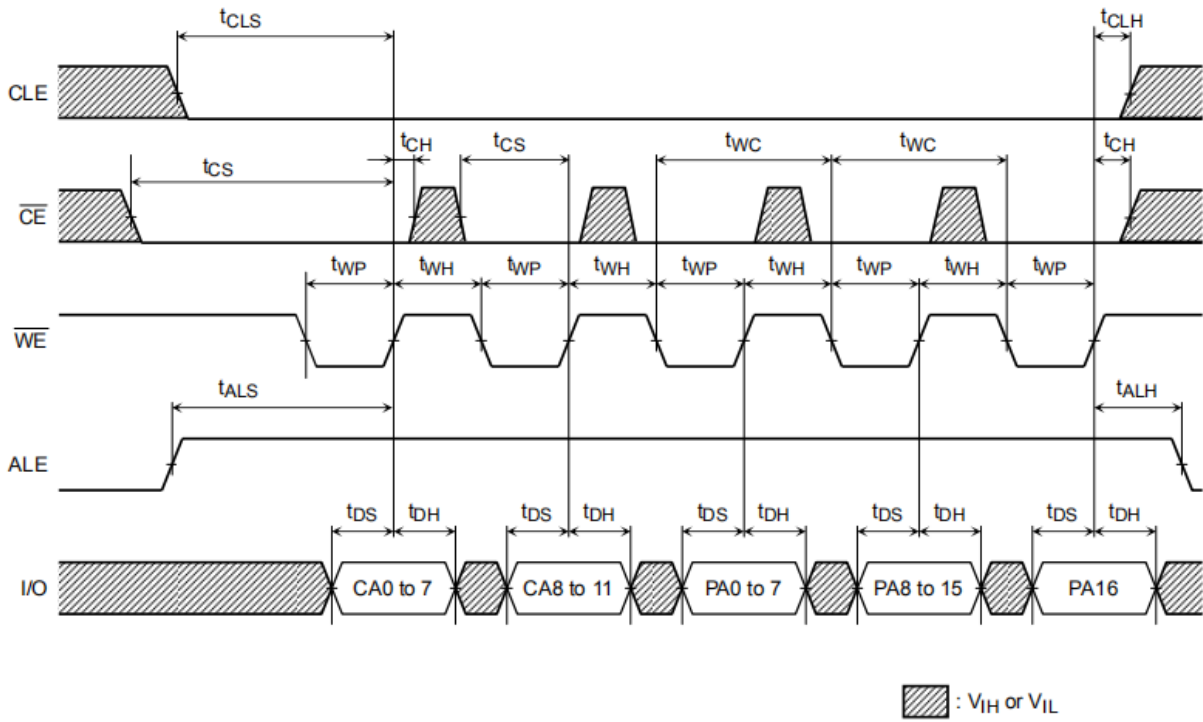 tCLS tCLH
CLE
tCH tCS tWC tWC tCH
tCS
CE
tWP tWH tWP tWH tWP tWH tWP tWH tWP
WE
tALS tALH
ALE
tDS tDH tDS tDH tDS tDH tDS tDH tDS tDH
I/O CA0 to 7 CA8 to 11 PA0 to 7 PA8 to 15 PA16
: VIH or VIL